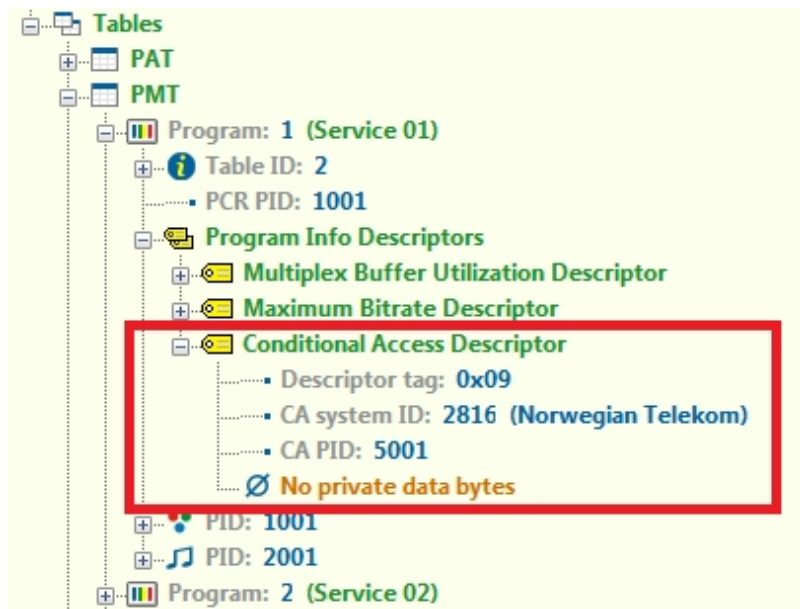 Tables
PAT
PMT
Program: 1 (Service 01)
Table ID: 2
PCR PID: 1001
Program Info Descriptors
Multiplex Buffer Utilization Descriptor
Maximum Bitrate Descriptor
Conditional Access Descriptor
Descriptor tag: 0x09
CA system ID: 2816 (Norwegian Telekom)
CA PID: 5001
No private data bytes
PID: 1001
PID: 2001
Program: 2 (Service 02)